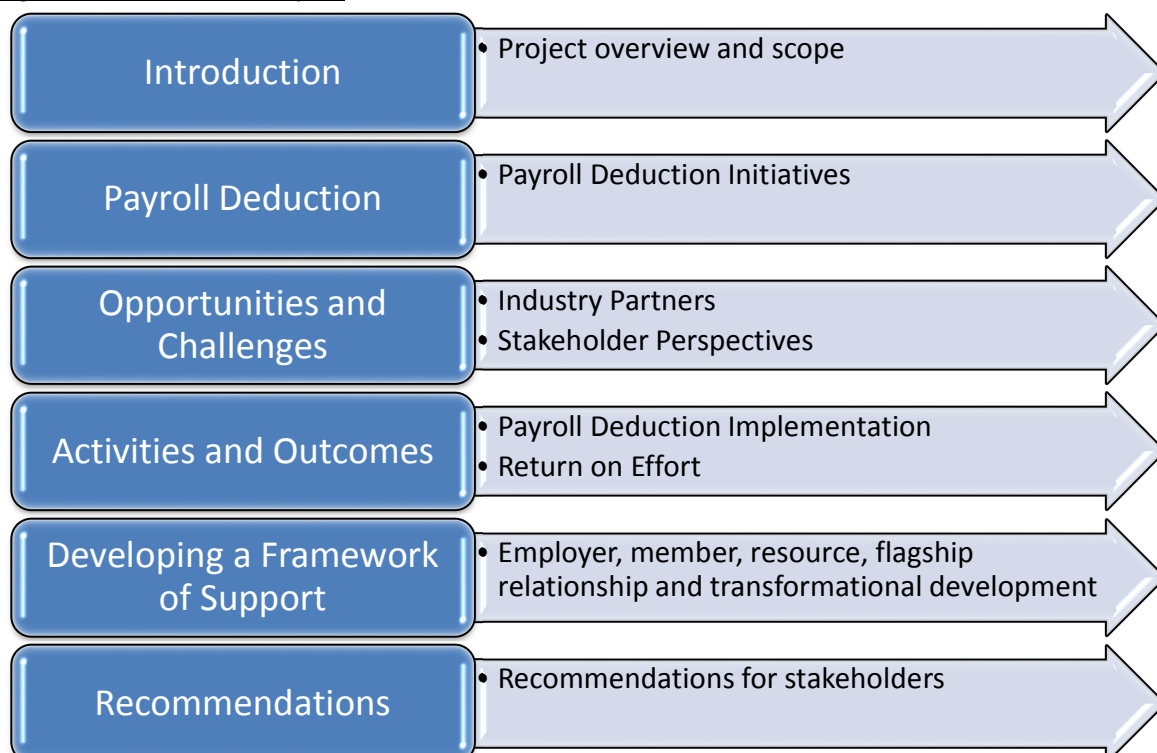 Introduction
• Project overview and scope
Payroll Deduction
• Payroll Deduction Initiatives
Opportunities and
Challenges
• Industry Partners
• Stakeholder Perspectives
Activities and Outcomes
• Payroll Deduction Implementation
• Return on Effort
Developing a Framework
of Support
• Employer, member, resource, flagship
relationship and transformational development
Recommendations
• Recommendations for stakeholders